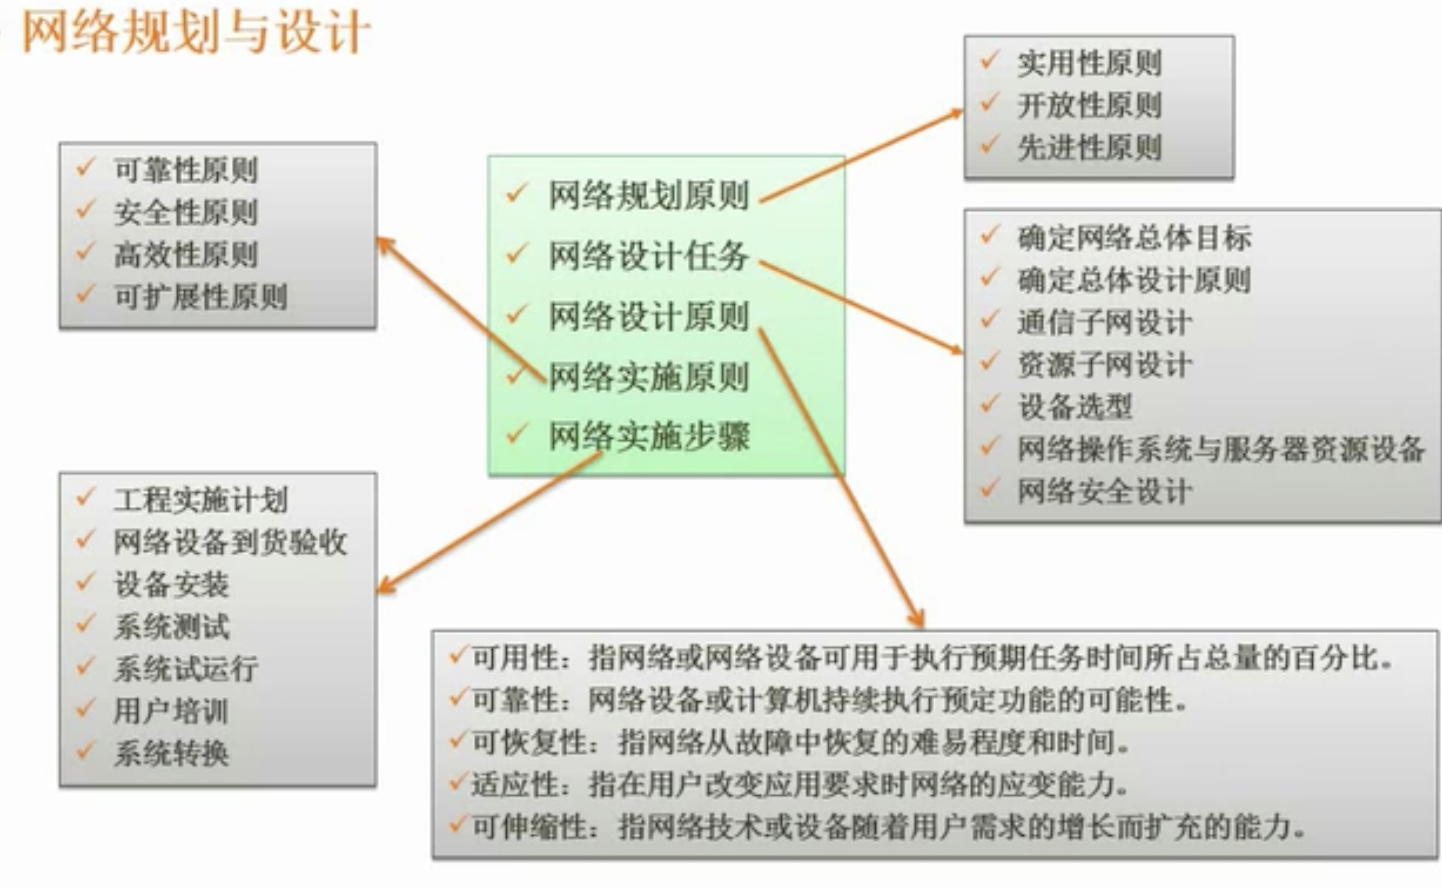 网络规划与设计
网络规划原则
网络设计任务
网络设计原则
网络实施原则
网络实施步骤
实用性原则
开放性原则
先进性原则
确定网络总体目标
确定总体设计原则
通信子网设计
资源子网设计
设备选型
网络操作系统与服务器资源设备
网络安全设计
可用性：指网络或网络设备可用于执行预期任务时间所占总量的百分比。
可靠性：网络设备或计算机持续执行预定功能的可能性。
可恢复性：指网络从故障中恢复的难易程度和时间。
适应性：指在用户改变应用要求时网络的应变能力。
可伸缩性：指网络技术或设备随着用户需求的增长而扩充的能力。
可靠性原则
安全性原则
高效性原则
可扩展性原则
工程实施计划
网络设备到货验收
设备安装
系统测试
系统试运行
用户培训
系统转换